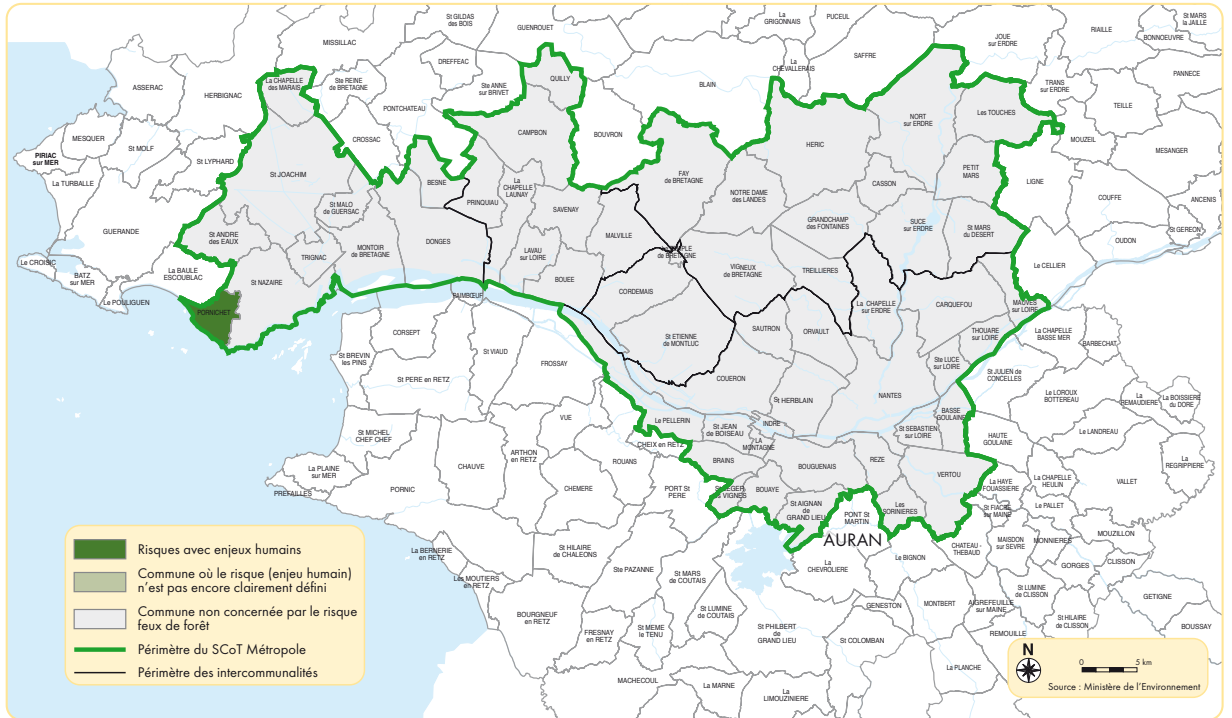 St GILDAS
des BOIS
GUENROUET
La
GRIGONNAIS
PUCEUL
St MARS
la JAILLE
RIAILLE
BONNOEUVRE
JOUE
sur ERDRE
MISSILLAC
SAFFRE
La
CHEVALLERAIS
DREFFEAC
PANNECE
QUILLY
La CHAPELLE
des MARAIS
Ste REINE
de BRETAGNE
Ste ANNE
sur BRIVET
BLAIN
TRANS
sur ERDRE
ASSERAC
HERBIGNAC
PONTCHATEAU
TEILLE
NORT
sur ERDRE
Les TOUCHES
CAMPBON
BOUVRON
MESQUER
CROSSAC
MOUZEIL
St MOLF
HERIC
MESANGER
PIRIAC
sur MER
St LYPHARD
PETIT
MARS
St JOACHIM
FAY
de BRETAGNE
La TURBALLE
BESNE
La
CHAPELLE
LAUNAY
CASSON
LIGNE
NOTRE DAME
des LANDES
COUFFE
ANCENIS
St MALO
de GUERSAC
PRINQUIAU
SAVENAY
GRANDCHAMP
des FONTAINES
SUCE
sur ERDRE
St MARS
du DESERT
GUERANDE
St ANDRE
des EAUX
MALVILLE
St GEREON
DONGES
OUDON
MONTOIR
de BRETAGNE
LAVAU
sur LOIRE
DE BRETAGNE
TRIGNAC
Le CROISIC
La BAULE
ESCOUBLAC
VIGNEUX
de BRETAGNE
TREILLIERES
Le CELLIER
BATZ
sur MER
St NAZAIRE
BOUEE
CORDEMAIS
Le POULIGUEN
PAIMBŒUF
La CHAPELLE
sur ERDRE
CARQUEFOU
MAUVES
sur LOIRE
PORNICHET
SAUTRON
ORVAULT
CORSEPT
St ETIENNE
de MONTLUC
THOUARE
sur LOIRE
La CHAPELLE
BASSE MER
BARBECHAT
St BREVIN
les PINS
St VIAUD
FROSSAY
Ste LUCE
sur LOIRE
COUERON
St JULIEN de
CONCELLES
St PERE en RETZ
NANTES
Le LOROUX
BOTTEREAU
La
REMAUDIERE
La BOISSIERE
DU DORE
St HERBLAIN
VUE
Le PELLERIN
INDRE
BASSE
GOULAINE
St JEAN
de BOISEAU
St SEBASTIEN
sur LOIRE
St MICHEL
CHEF CHEF
HAUTE
GOULAINE
Le LANDREAU
CHEIX en RETZ
La
MONTAGNE
ARTHON
en RETZ
ROUANS
BRAINS
REZE
La
REGRIPPIERE
CHAUVE
BOUGUENAIS
La PLAINE
sur MER
VERTOU
La CHAPELLE
HEULIN
VALLET
PREFAILLES
PORNIC
CHEMERE
PORT St
PERE
BOUAYE
La HAYE
FOUASSIERE
St AIGNAN
de
GRAND LIEU
Les
SORINIERES
St FIACRE
sur MAINE
Le PALLET
PONT St
MARTIN
AURAN
MAISDON
sur SEVRE
MONNIERES
MOUZILLON
CHATEAU -
THEBAUD
La BERNERIE
en RETZ
St HILAIRE
de CHALEONS
Le BIGNON
CLISSON
GORGES
Ste PAZANNE
La
CHEVROLIERE
Les MOUTIERS
en RETZ
St MARS
de COUTAIS
St LUMINE
de CLISSON
GETIGNE
GENESTON
MONTBERT
AIGREFEUILLE
sur MAINE
BOURGNEUF
en RETZ
St LUMINE
de COUTAIS
St HILAIRE
de CLISSON
BOUSSAY
FRESNAY
en RETZ
St MEME
le TENU
St PHILBERT
de
GRAND LIEU
St COLOMBAN
REMOUILLE
La PLANCHE
MACHECOUL
La MARNE
La
LIMOUZINIERE
Risques avec enjeux humains
Commune où le risque (enjeu humain)
n'est pas encore clairement défini
Commune non concernée par le risque
feux de forêt
Périmètre du SCoT Métropole
Périmètre des intercommunalités
N
0 5 km
Source : Ministère de l'Environnement